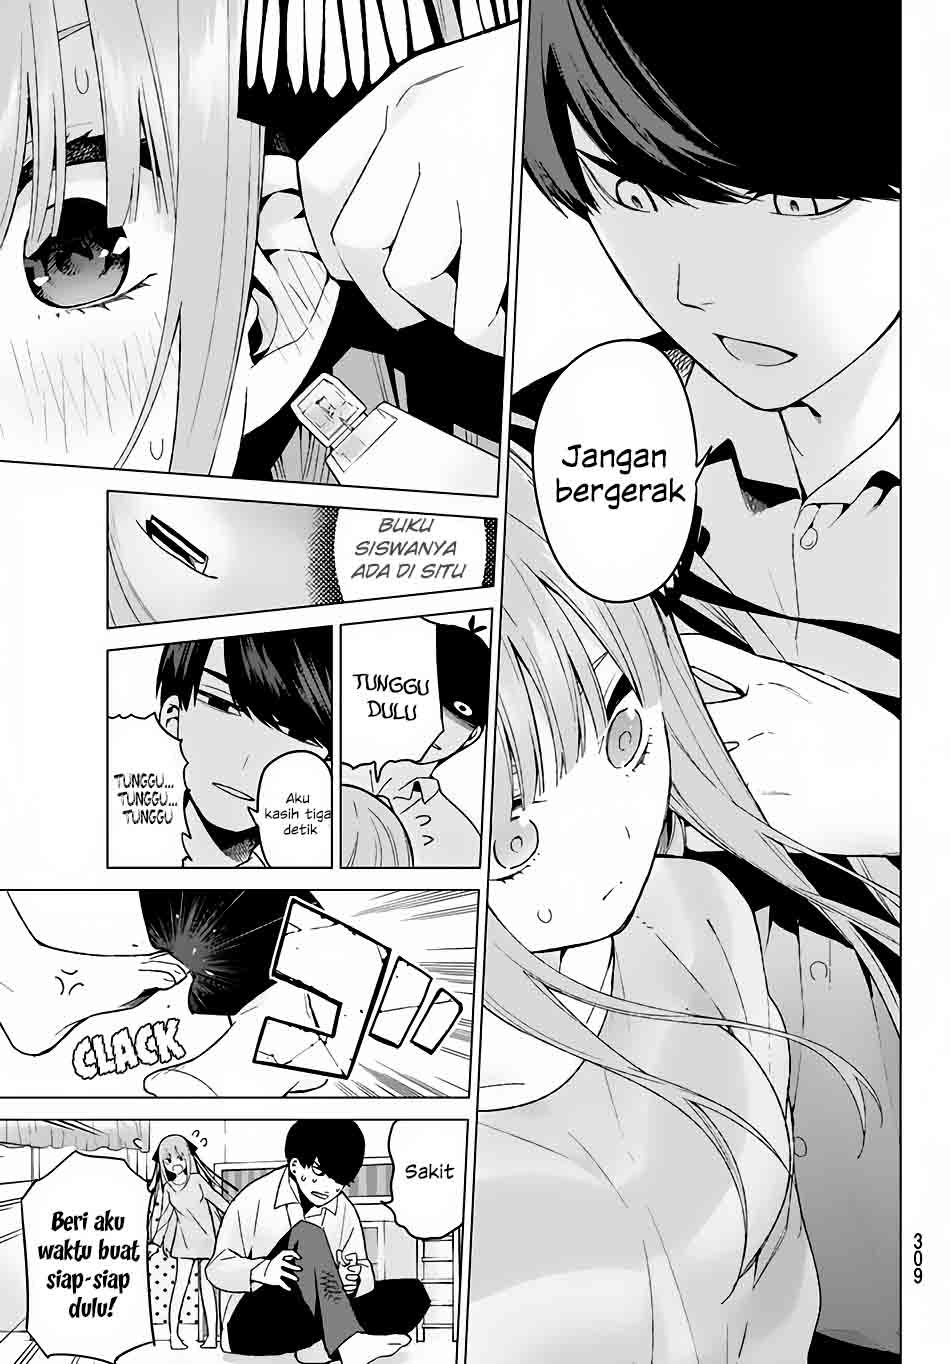 Jangan
bergerak
BUKU
SISWANYA
ADA DI SITU
TUNGGU
DULU
Aku
kasih tiga
detik
TUNGGU...
TUNGGU...
TUNGGU
CLACK
Sakit
Beri aku
waktu buat
siap-siap
dulu!
309